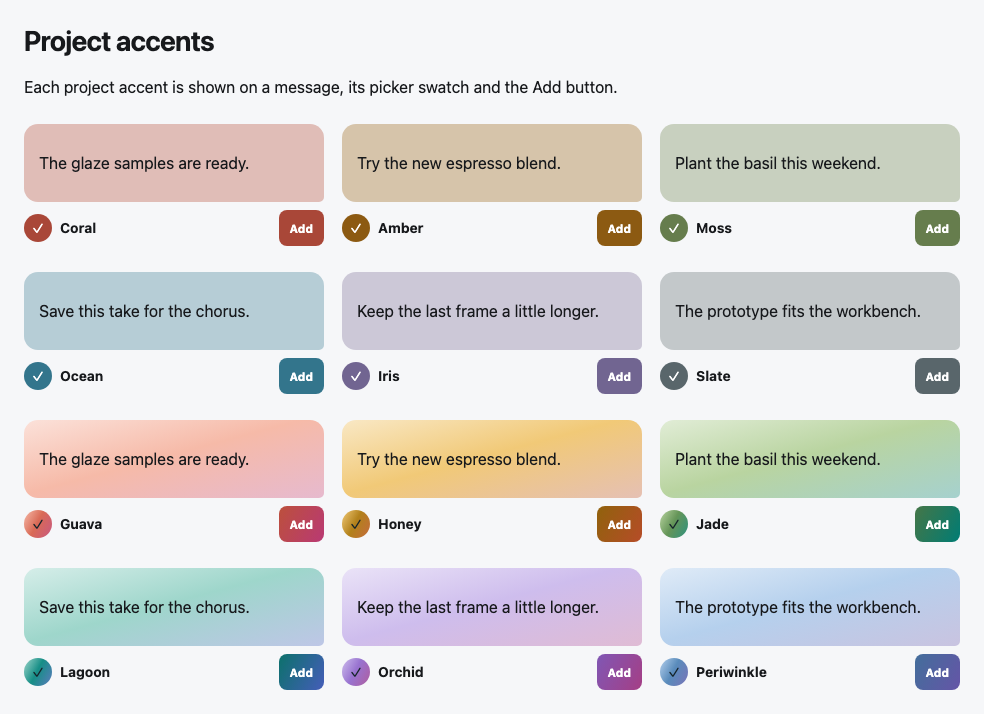 Project accents
Each project accent is shown on a message, its picker swatch and the Add button.
The glaze samples are ready.
Try the new espresso blend.
Plant the basil this weekend.
Coral
Add
Amber
Add
Moss
Add
Save this take for the chorus.
Keep the last frame a little longer.
The prototype fits the workbench.
Ocean
Add
Iris
Add
Slate
Add
The glaze samples are ready.
Try the new espresso blend.
Plant the basil this weekend.
Guava
Add
Honey
Add
Jade
Add
Save this take for the chorus.
Keep the last frame a little longer.
The prototype fits the workbench.
Lagoon
Add
Orchid
Add
Periwinkle
Add